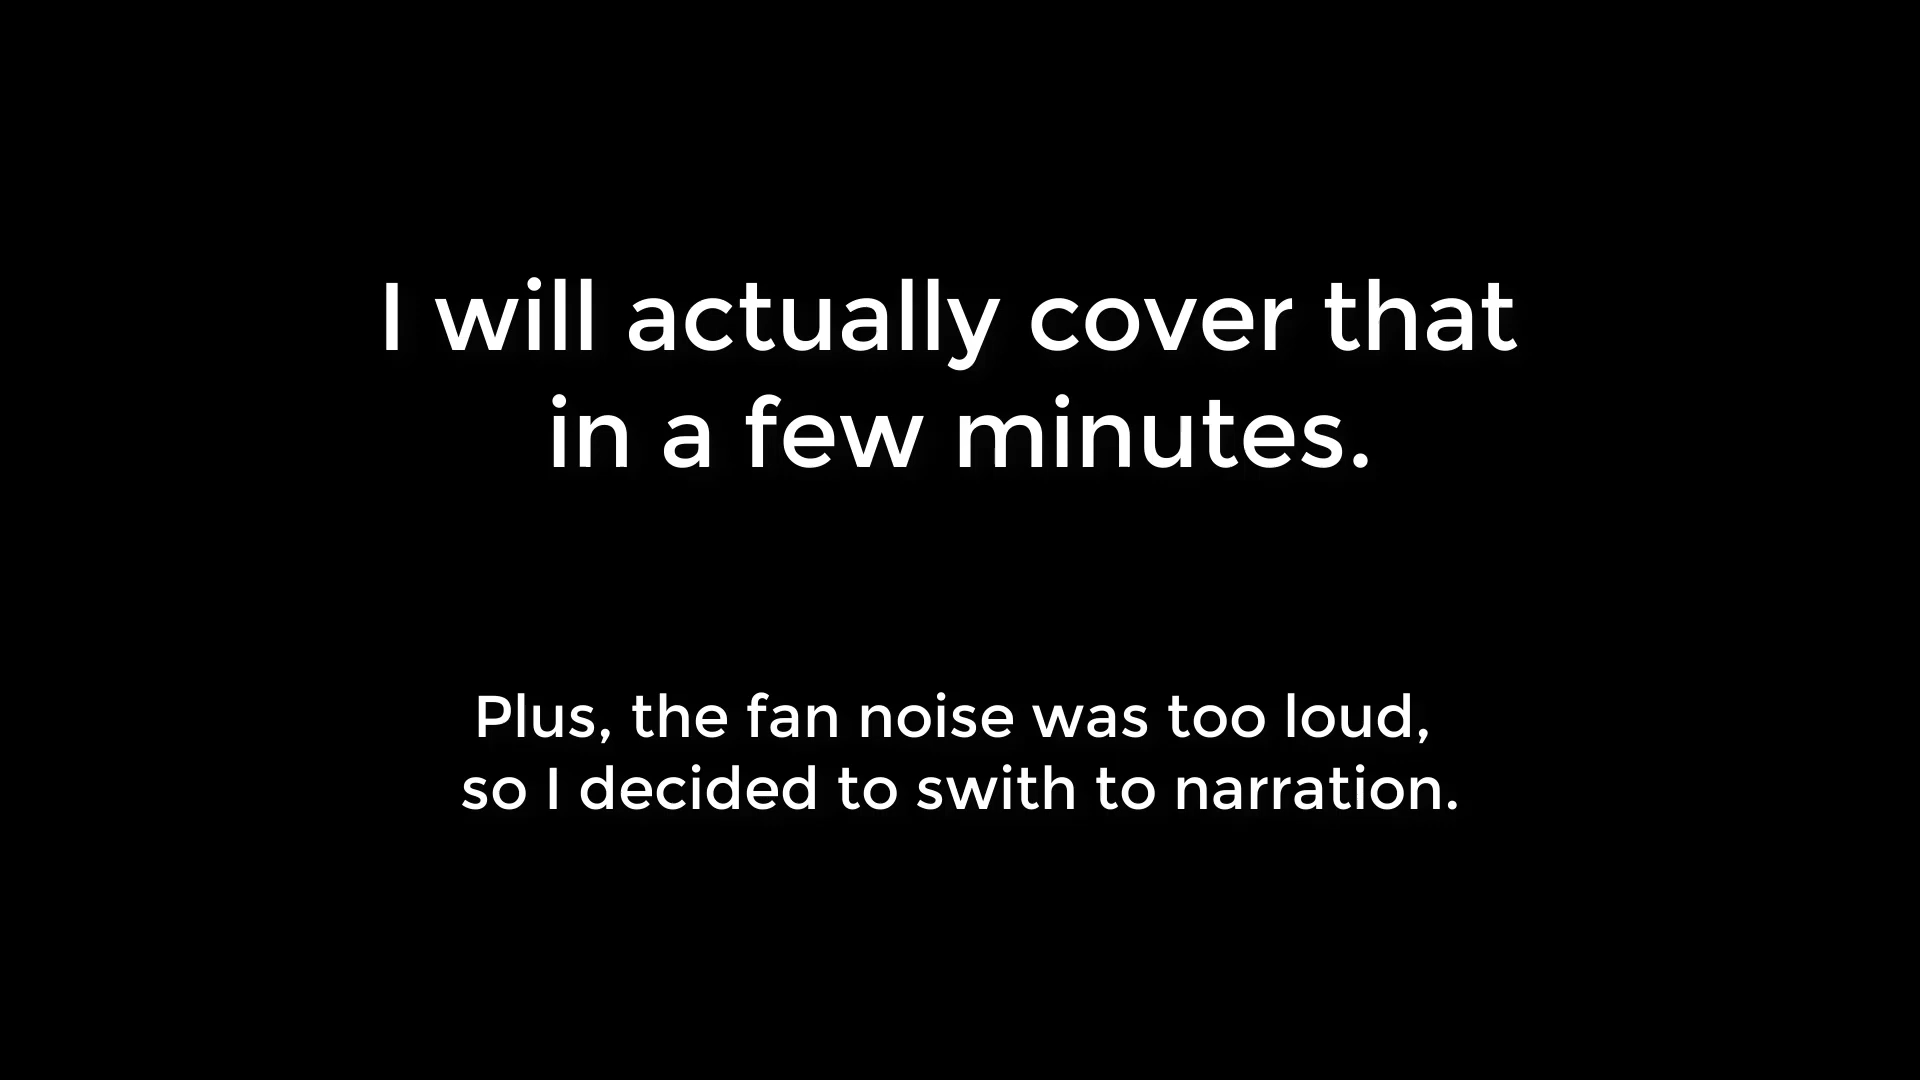 I will actually cover that
in a few minutes.
Plus, the fan noise was too loud,
so I decided to swith to narration.